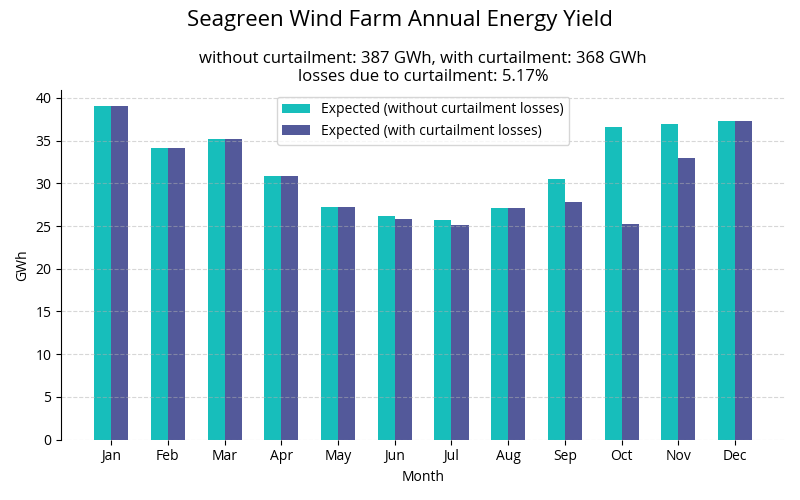 Seagreen Wind Farm Annual Energy Yield
without curtailment: 387 GWh, with curtailment: 368 GWh
losses due to curtailment: 5.17%
Expected (without curtailment losses)
Expected (with curtailment losses)
GWh
40
35
30
25
20
15
10
5
0
Jan Feb Mar Apr May Jun Jul Aug Sep Oct Nov Dec
Month